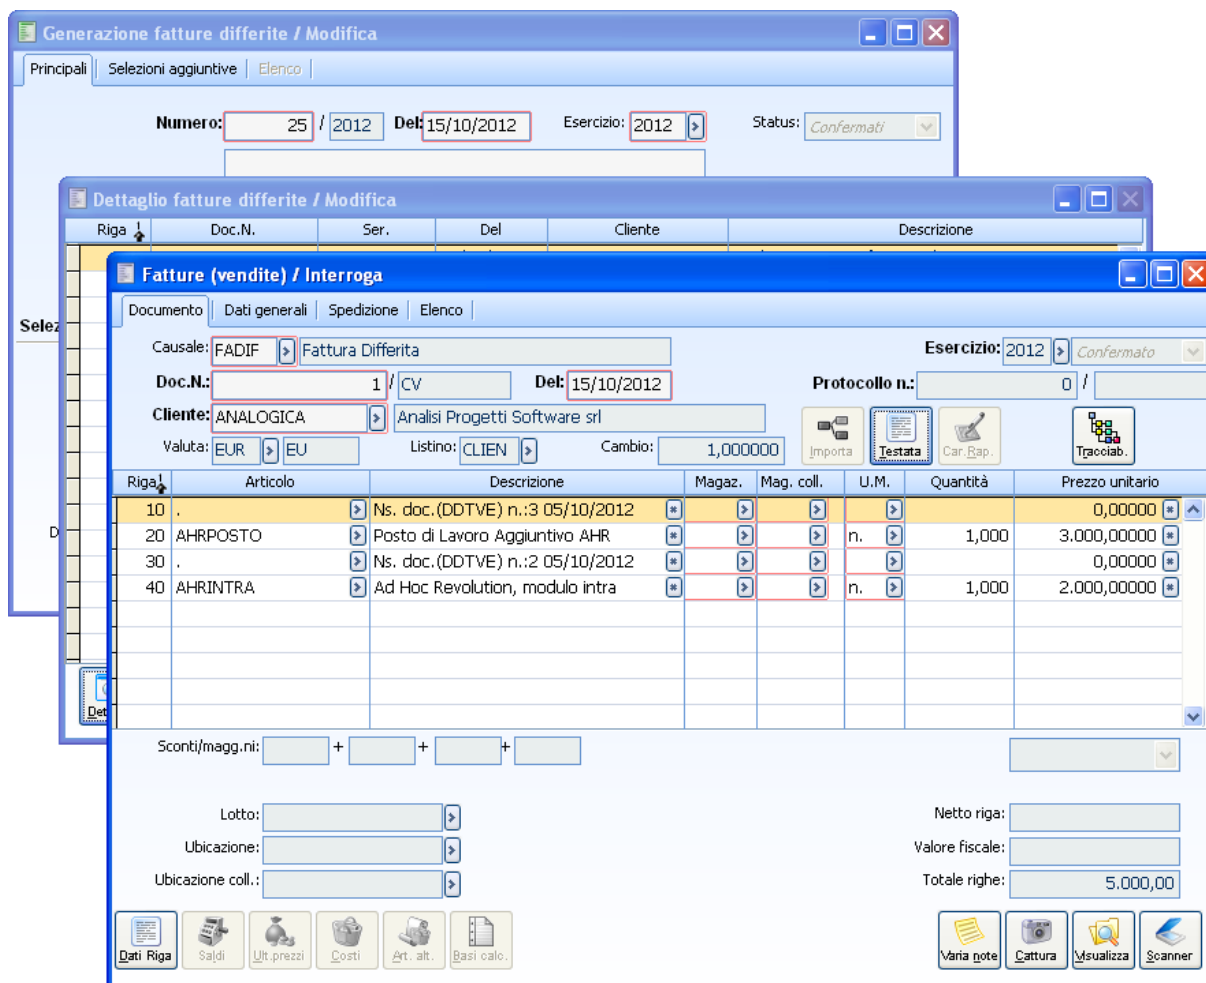 Generazione fatture differite / Modifica
Principali Selezioni aggiuntive Elenco
Numero: 25 / 2012 Del: 15/10/2012 Esercizio: 2012 Status: Confermati
Dettaglio fatture differite / Modifica
Riga Doc.N. Ser. Del Cliente Descrizione
Fatture (vendite) / Interroga
Documento Dati generali Spedizione Elenco
Causale: FADIF Fattura Differita Esercizio: 2012 Confermato
Doc.N.: 1 / CV Del: 15/10/2012 Protocollo n.: 0 /
Cliente: ANALOGICA Analisi Progetti Software srl
Valuta: EUR EU Listino: CLIEN Cambio: 1,000000
Importa Testata Car.Rap. Tracciab.
Riga Articolo Descrizione Magaz. Mag. coll. U.M. Quantità Prezzo unitario
10 . Ns. doc.(DDTVE) n.:3 05/10/2012 0,00000
20 AHRPOSTO Posto di Lavoro Aggiuntivo AHR n. 1,000 3.000,00000
30 . Ns. doc.(DDTVE) n.:2 05/10/2012 0,00000
40 AHRINTRA Ad Hoc Revolution, modulo intra n. 1,000 2.000,00000
Sconti/magg.ni: + + +
Lotto: Netto riga:
Ubicazione: Valore fiscale:
Ubicazione coll.: Totale righe: 5.000,00
Dati Riga Saldi Ult.prezzi Costi Art. alt. Basi calc. Varia note Cattura Visualizza Scanner